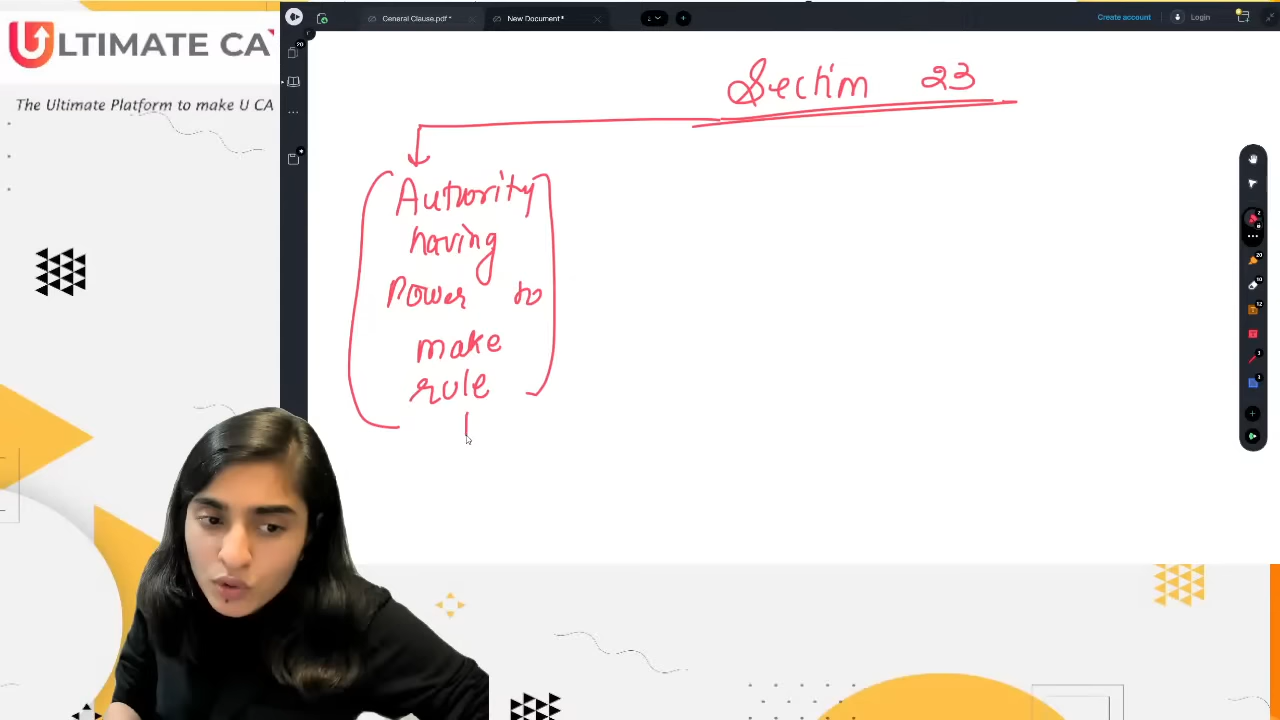 ULTIMATE CA
The Ultimate Platform to make U CA
General Clause.pdf *
New Document*
Create account
Login
Section 23
Authority
having
Power to
make
rule